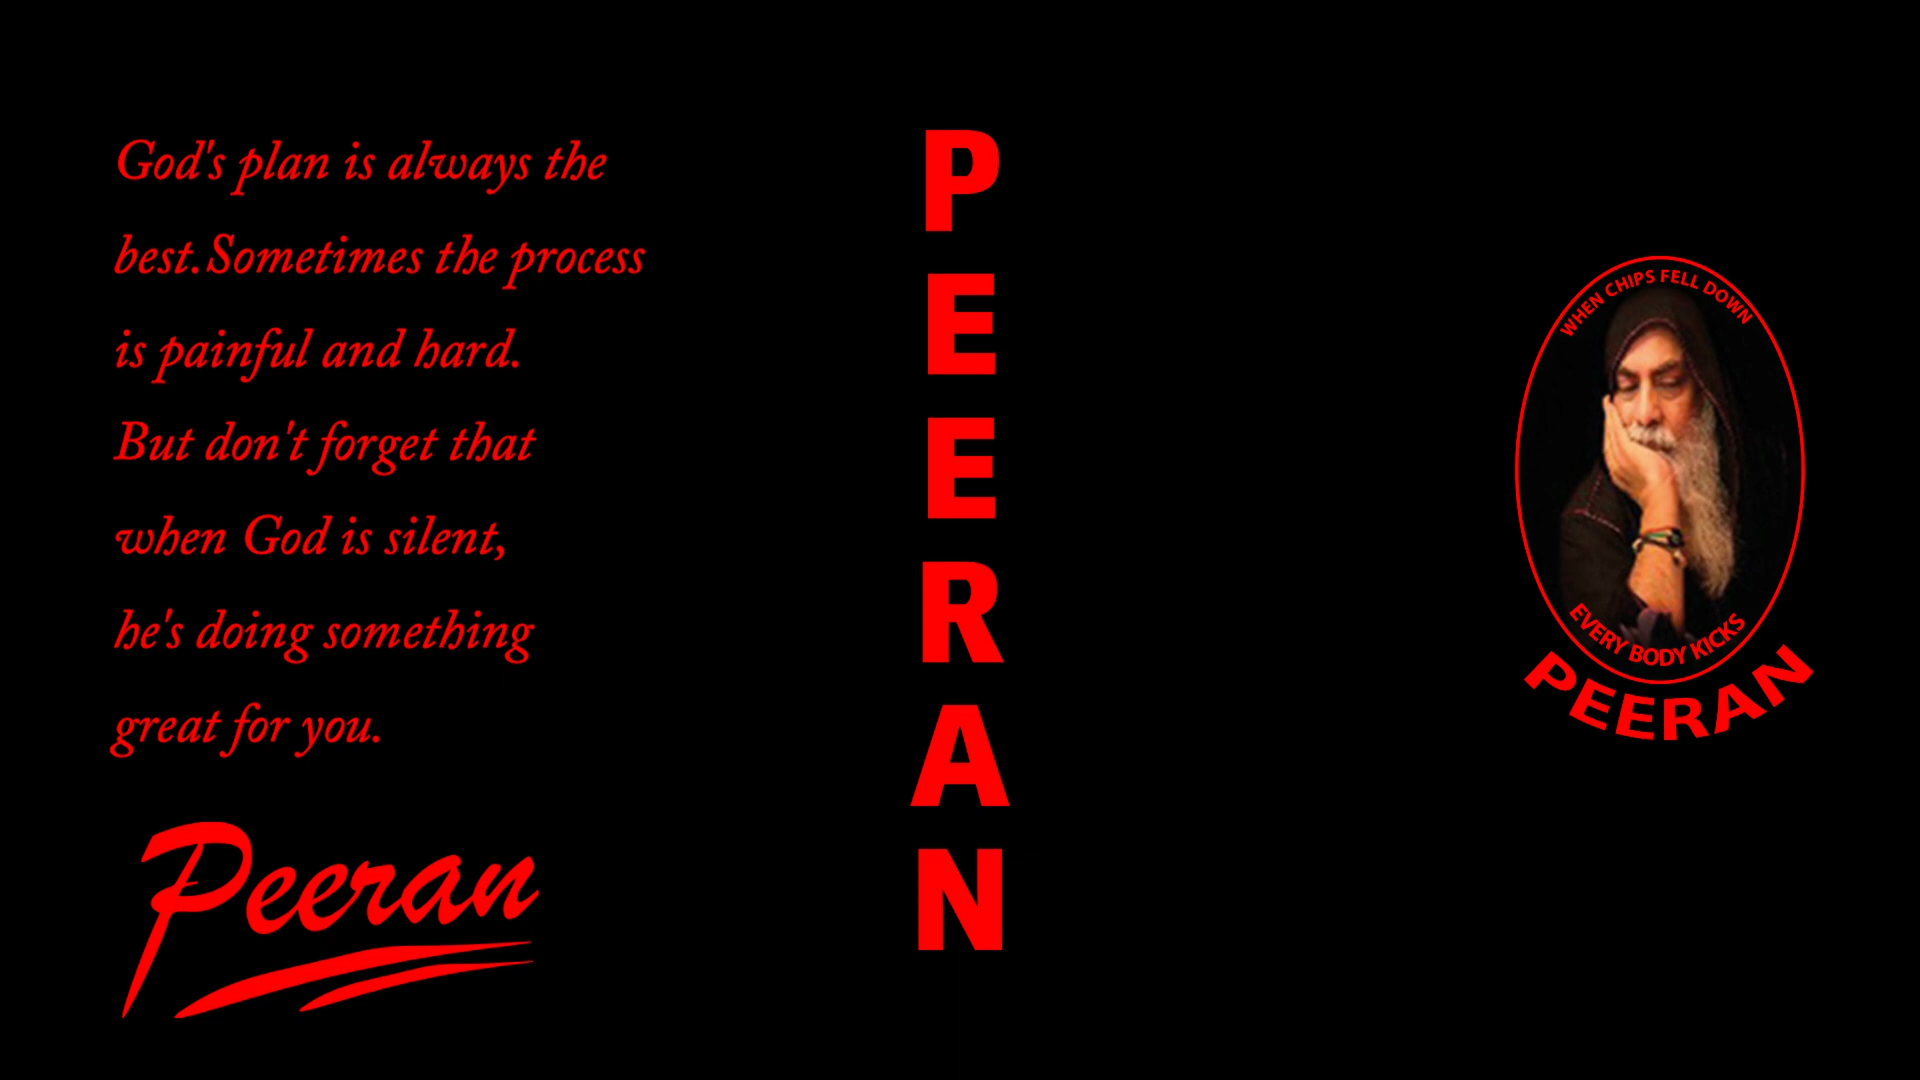 God's plan is always the
best.Sometimes the process
is painful and hard.
But don't forget that
when God is silent,
he's doing something
great for you.
Peeran
P
E
E
R
A
N
WHEN CHIPS FELL DOWN
EVERY BODY KICKS
PEERAN